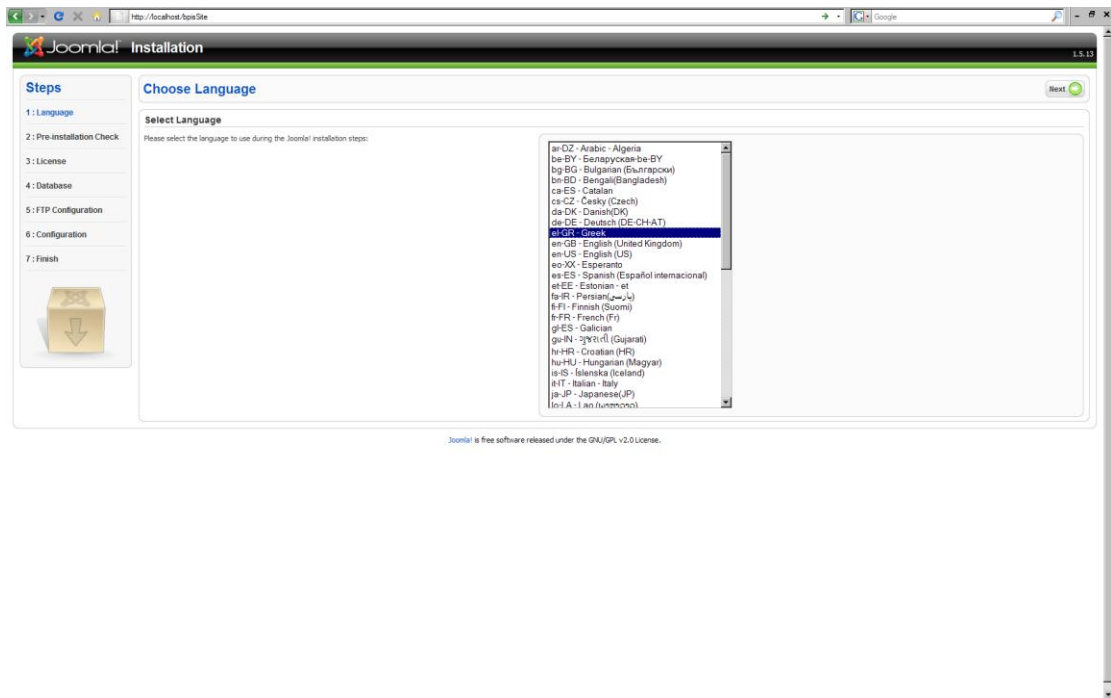 http://localhost/bpisSite
Google
Joomla! Installation
1.5.13
Steps
1 : Language
2 : Pre-installation Check
3 : License
4 : Database
5 : FTP Configuration
6 : Configuration
7 : Finish
Choose Language
Next
Select Language
Please select the language to use during the Joomla! installation steps:
ar-DZ - Arabic - Algeria
be-BY - Беларуская-be-BY
bg-BG - Bulgarian (Български)
bn-BD - Bengali(Bangladesh)
ca-ES - Catalan
cs-CZ - Česky (Czech)
da-DK - Danish(DK)
de-DE - Deutsch (DE-CH-AT)
el-GR - Greek
en-GB - English (United Kingdom)
en-US - English (US)
eo-XX - Esperanto
es-ES - Spanish (Español internacional)
et-EE - Estonian - et
fa-IR - Persian(پارسی)
fi-FI - Finnish (Suomi)
fr-FR - French (Fr)
gl-ES - Galician
gu-IN - ગુજરાતી (Gujarati)
hr-HR - Croatian (HR)
hu-HU - Hungarian (Magyar)
is-IS - Íslenska (Iceland)
it-IT - Italian - Italy
ja-JP - Japanese(JP)
lo-LA - Lao
Joomla! is free software released under the GNU/GPL v2.0 License.